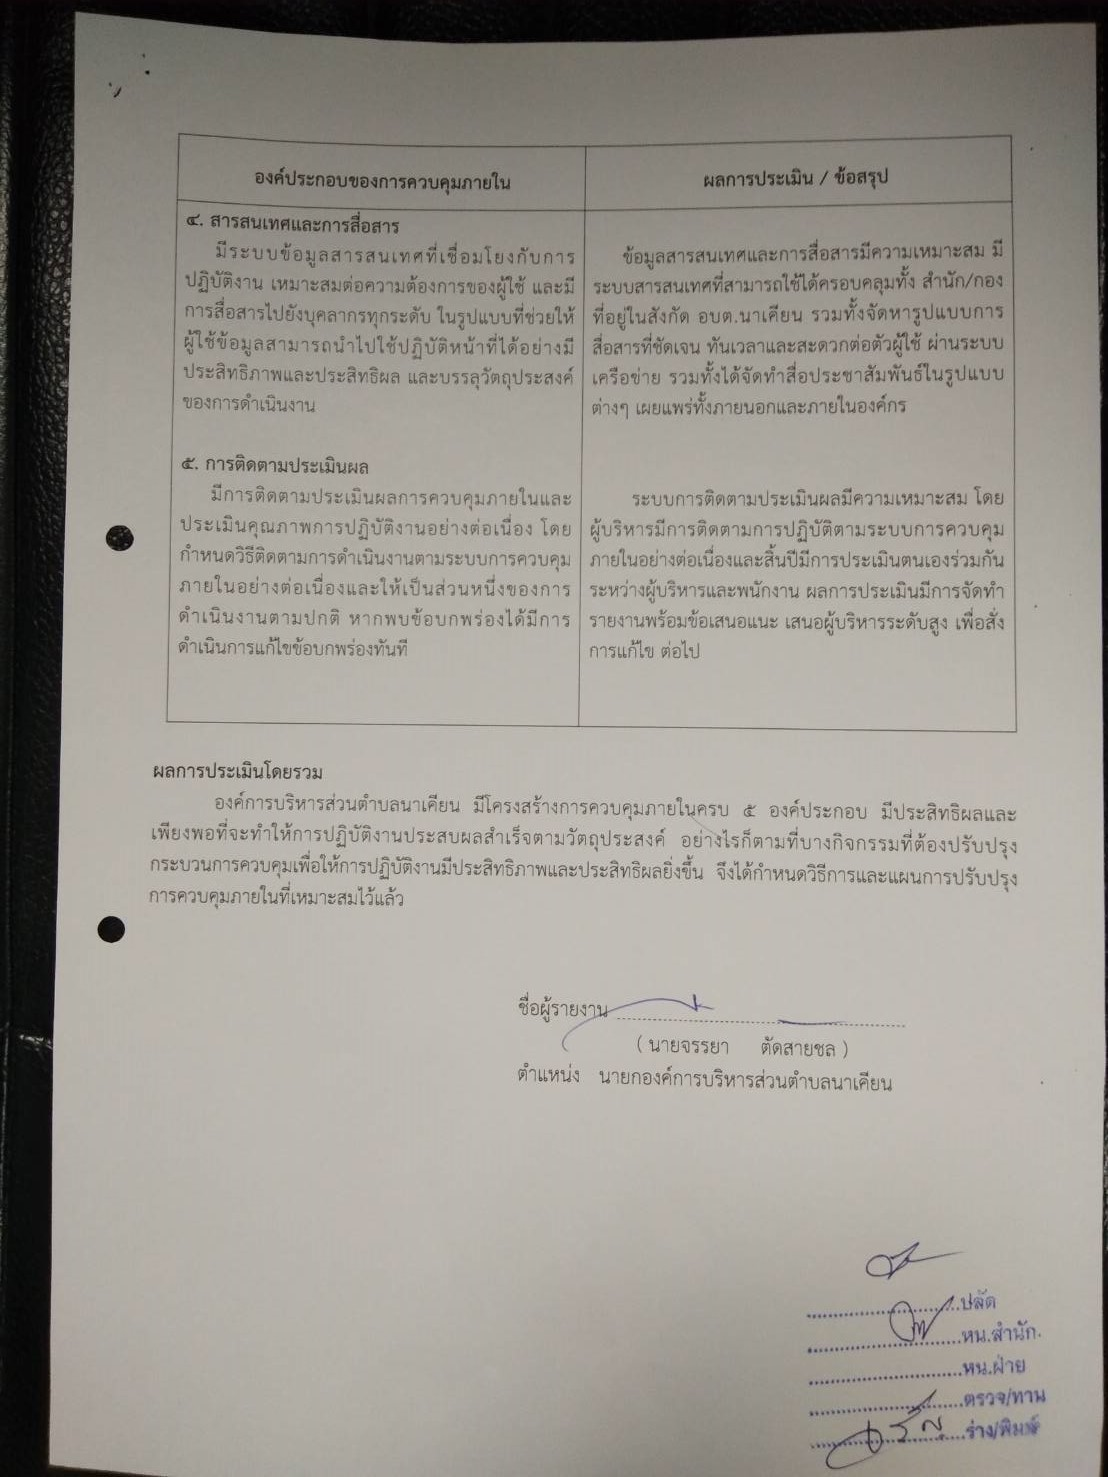 องค์ประกอบของการควบคุมภายใน
ผลการประเมิน / ข้อสรุป
๔. สารสนเทศและการสื่อสาร
มีระบบข้อมูลสารสนเทศที่เชื่อมโยงกับการ
ปฏิบัติงาน เหมาะสมต่อความต้องการของผู้ใช้ และมี
การสื่อสารไปยังบุคลากรทุกระดับ ในรูปแบบที่ช่วยให้
ผู้ใช้ข้อมูลสามารถนำไปใช้ปฏิบัติหน้าที่ได้อย่างมี
ประสิทธิภาพและประสิทธิผล และบรรลุวัตถุประสงค์
ของการดำเนินงาน
ข้อมูลสารสนเทศและการสื่อสารมีความเหมาะสม มี
ระบบสารสนเทศที่สามารถใช้ได้ครอบคลุมทั้ง สำนัก/กอง
ที่อยู่ในสังกัด อบต.นาเคียน รวมทั้งจัดหารูปแบบการ
สื่อสารที่ชัดเจน ทันเวลาและสะดวกต่อตัวผู้ใช้ ผ่านระบบ
เครือข่าย รวมทั้งได้จัดทำสื่อประชาสัมพันธ์ในรูปแบบ
ต่างๆ เผยแพร่ทั้งภายนอกและภายในองค์กร
๕. การติดตามประเมินผล
มีการติดตามประเมินผลการควบคุมภายในและ
ประเมินคุณภาพการปฏิบัติงานอย่างต่อเนื่อง โดย
กำหนดวิธีติดตามการดำเนินงานตามระบบการควบคุม
ภายในอย่างต่อเนื่องและให้เป็นส่วนหนึ่งของการ
ดำเนินงานตามปกติ หากพบข้อบกพร่องได้มีการ
ดำเนินการแก้ไขข้อบกพร่องทันที
ระบบการติดตามประเมินผลมีความเหมาะสม โดย
ผู้บริหารมีการติดตามการปฏิบัติตามระบบการควบคุม
ภายในอย่างต่อเนื่องและสิ้นปีมีการประเมินตนเองร่วมกัน
ระหว่างผู้บริหารและพนักงาน ผลการประเมินมีการจัดทำ
รายงานพร้อมข้อเสนอแนะ เสนอผู้บริหารระดับสูง เพื่อสั่ง
การแก้ไข ต่อไป
ผลการประเมินโดยรวม
องค์การบริหารส่วนตำบลนาเคียน มีโครงสร้างการควบคุมภายในครบ ๕ องค์ประกอบ มีประสิทธิผลและ
เพียงพอที่จะทำให้การปฏิบัติงานประสบผลสำเร็จตามวัตถุประสงค์ อย่างไรก็ตามที่บางกิจกรรมที่ต้องปรับปรุง
กระบวนการควบคุมเพื่อให้การปฏิบัติงานมีประสิทธิภาพและประสิทธิผลยิ่งขึ้น จึงได้กำหนดวิธีการและแผนการปรับปรุง
การควบคุมภายในที่เหมาะสมไว้แล้ว
ชื่อผู้รายงาน
( นายจรรยา ตัดสายชล )
ตำแหน่ง นายกองค์การบริหารส่วนตำบลนาเคียน
ปลัด
หน.สำนัก.
หน.ฝ่าย
ตรวจ/ทาน
ร่าง/พิมพ์